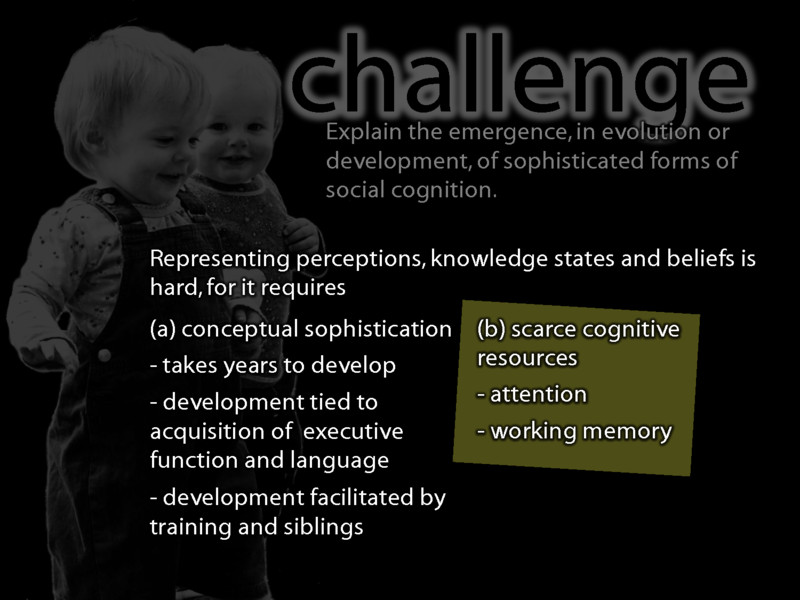 challenge
Explain the emergence, in evolution or
development, of sophisticated forms of
social cognition.
Representing perceptions, knowledge states and beliefs is
hard, for it requires
(a) conceptual sophistication
- takes years to develop
- development tied to
acquisition of executive
function and language
- development facilitated by
training and siblings
(b) scarce cognitive
resources
- attention
- working memory